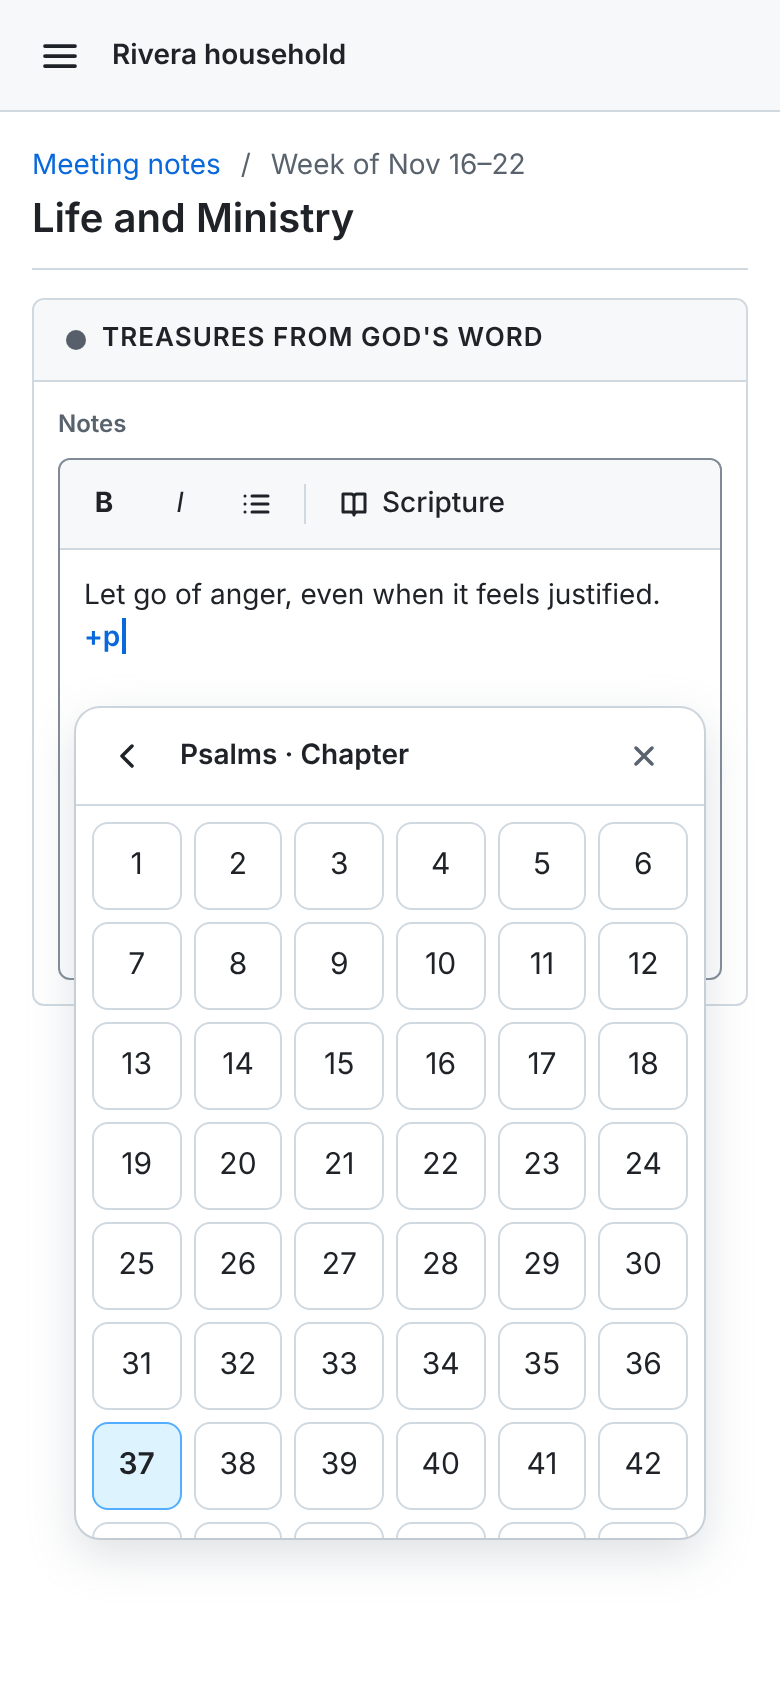 Rivera household
Meeting notes / Week of Nov 16–22
Life and Ministry
TREASURES FROM GOD'S WORD
Notes
B I Scripture
Let go of anger, even when it feels justified.
+p
Psalms · Chapter
1 2 3 4 5 6
7 8 9 10 11 12
13 14 15 16 17 18
19 20 21 22 23 24
25 26 27 28 29 30
31 32 33 34 35 36
37 38 39 40 41 42